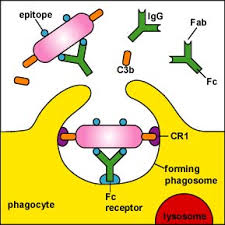 epitope
IgG
Fab
C3b
Fc
CR1
forming
phagosome
phagocyte
Fc
receptor
lysosome